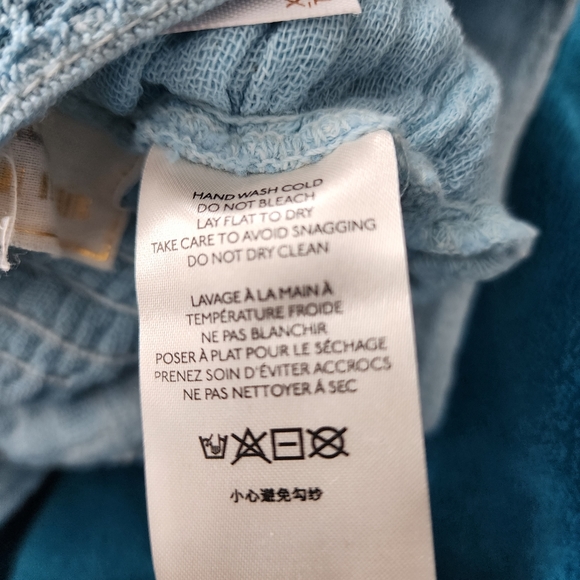 HAND WASH COLD
DO NOT BLEACH
LAY FLAT TO DRY
TAKE CARE TO AVOID SNAGGING
DO NOT DRY CLEAN
LAVAGE À LA MAIN À
TEMPÉRATURE FROIDE
NE PAS BLANCHIR
POSER À PLAT POUR LE SÉCHAGE
PRENEZ SOIN D'ÉVITER ACCROCS
NE PAS NETTOYER À SEC
小心避免勾纱